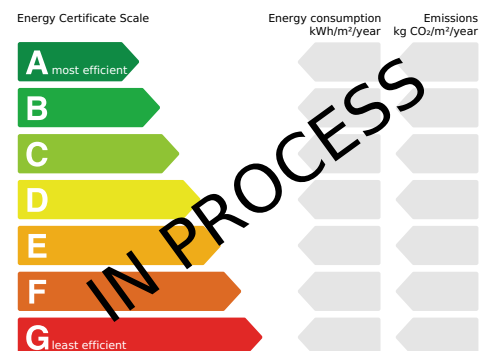 Energy Certificate Scale
Energy consumption
kWh/m²/year
Emissions
kg CO₂/m²/year
A most efficient
B
C
D
E
F
G least efficient
IN PROCESS